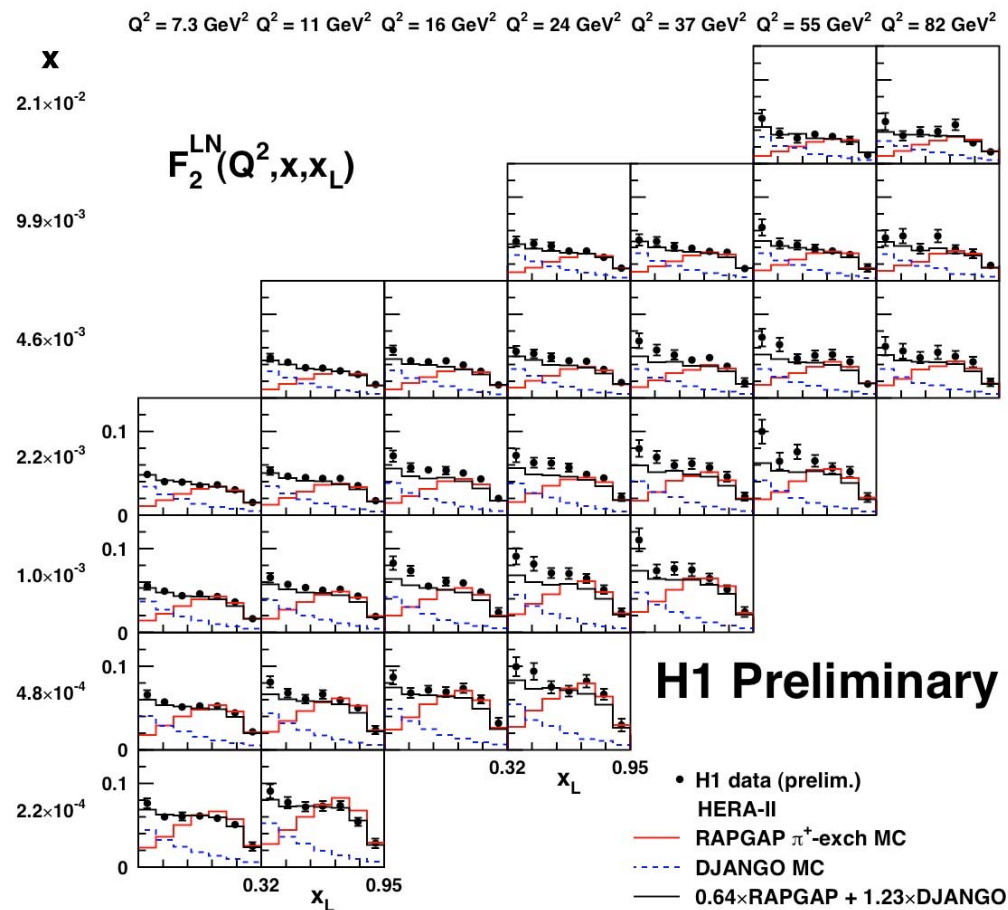 Q² = 7.3 GeV² Q² = 11 GeV² Q² = 16 GeV² Q² = 24 GeV² Q² = 37 GeV² Q² = 55 GeV² Q² = 82 GeV²
x
2.1×10⁻²
F₂ᴸᴺ(Q²,x,x_L)
9.9×10⁻³
4.6×10⁻³
0.1
2.2×10⁻³
0
0.1
1.0×10⁻³
0
0.1
4.8×10⁻⁴
H1 Preliminary
0
0.32 x_L 0.95
0.1
2.2×10⁻⁴
0
0.32 x_L 0.95
H1 data (prelim.)
HERA-II
RAPGAP π⁺-exch MC
DJANGO MC
0.64×RAPGAP + 1.23×DJANGO